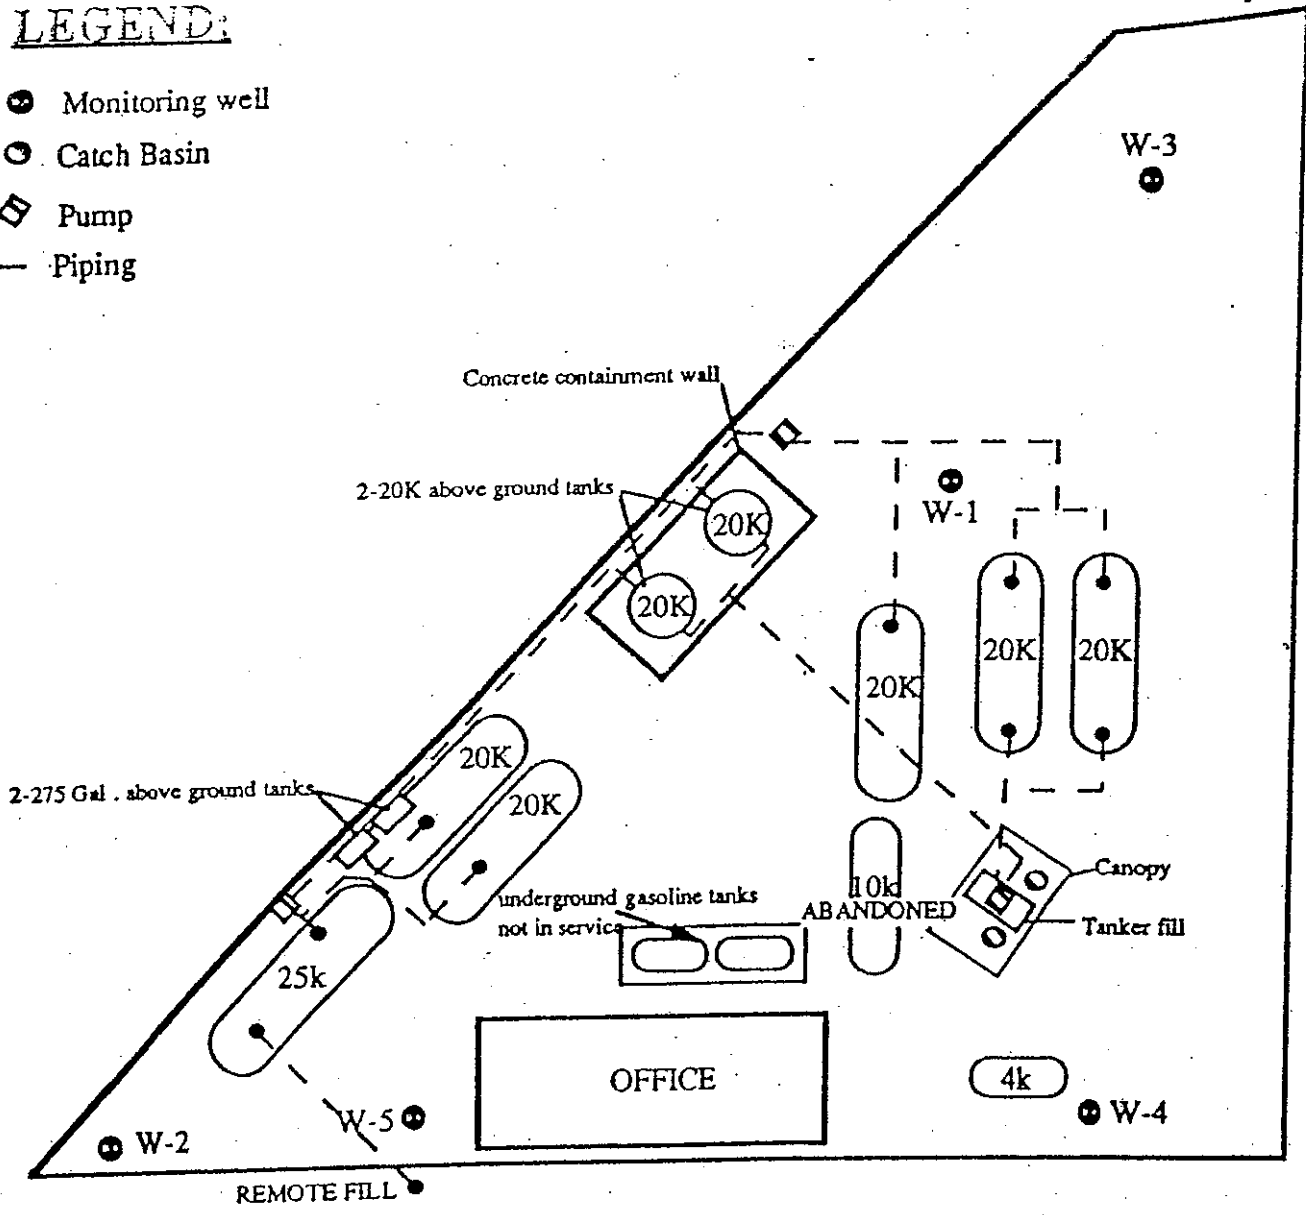 LEGEND:
Monitoring well
Catch Basin
Pump
Piping
W-3
Concrete containment wall
2-20K above ground tanks
20K
W-1
20K
20K
20K
20K
20K
2-275 Gal . above ground tanks
20K
Canopy
10k
underground gasoline tanks
ABANDONED
not in service
Tanker fill
25k
OFFICE
4k
W-5
W-4
W-2
REMOTE FILL